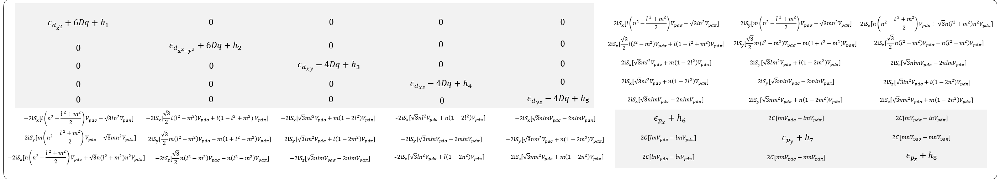 ϵ_{d_{z²}} + 6Dq + h₁ 0 0 0 0 2iS_x[l(n² − (l² + m²)/2)V_{pdσ} − √3ln²V_{pdπ}] 2iS_y[m(n² − (l² + m²)/2)V_{pdσ} − √3mn²V_{pdπ}] 2iS_z[n(n² − (l² + m²)/2)V_{pdσ} + √3n(l² + m²)n²V_{pdπ}]
0 ϵ_{d_{x²−y²}} + 6Dq + h₂ 0 0 0 2iS_x[√3/2 l(l² − m²)V_{pdσ} + l(1 − l² + m²)V_{pdπ}] 2iS_y[√3/2 m(l² − m²)V_{pdσ} − m(1 + l² − m²)V_{pdπ}] 2iS_z[√3/2 n(l² − m²)V_{pdσ} − n(l² − m²)V_{pdπ}]
0 0 ϵ_{d_{xy}} − 4Dq + h₃ 0 0 2iS_x[√3ml²V_{pdσ} + m(1 − 2l²)V_{pdπ}] 2iS_y[√3lm²V_{pdσ} + l(1 − 2m²)V_{pdπ}] 2iS_z[√3nlmV_{pdσ} − 2nlmV_{pdπ}]
0 0 0 ϵ_{d_{xz}} − 4Dq + h₄ 0 2iS_x[√3nl²V_{pdσ} + n(1 − 2l²)V_{pdπ}] 2iS_y[√3mlnV_{pdσ} − 2mlnV_{pdπ}] 2iS_z[√3ln²V_{pdσ} + l(1 − 2n²)V_{pdπ}]
0 0 0 0 ϵ_{d_{yz}} − 4Dq + h₅ 2iS_x[√3nlmV_{pdσ} − 2nlmV_{pdπ}] 2iS_y[√3nm²V_{pdσ} + n(1 − 2m²)V_{pdπ}] 2iS_z[√3mn²V_{pdσ} + m(1 − 2n²)V_{pdπ}]
−2iS_x[l(n² − (l² + m²)/2)V_{pdσ} − √3ln²V_{pdπ}] −2iS_x[√3/2 l(l² − m²)V_{pdσ} + l(1 − l² + m²) V_{pdπ}] −2iS_x[√3ml²V_{pdσ} + m(1 − 2l²)V_{pdπ}] -2iS_x[√3nl²V_{pdσ} + n(1 − 2l²)V_{pdπ}] −2iS_x[√3nlmV_{pdσ} − 2nlmV_{pdπ}] ϵ_{p_x} + h₆ 2C[lmV_{pdσ} − lmV_{pdπ}] 2C[lnV_{pdσ} − lnV_{pdπ}]
−2iS_y[m(n² − (l² + m²)/2)V_{pdσ} − √3mn²V_{pdπ}] 2iS_y[√3/2 m(l² − m²)V_{pdσ} − m(1 + l² − m²)V_{pdπ}] 2iS_y[√3lm²V_{pdσ} + l(1 − 2m²)V_{pdπ}] −2iS_y[√3mlnV_{pdσ} − 2mlnV_{pdπ}] −2iS_y[√3nm²V_{pdσ} + n(1 − 2m²)V_{pdπ}] 2C[lmV_{pdσ} − lmV_{pdπ}] ϵ_{p_y} + h₇ 2C[mnV_{pdσ} − mnV_{pdπ}]
−2iS_z[n(n² − (l² + m²)/2)V_{pdσ} + √3n(l² + m²)n²V_{pdπ}] −2iS_z[√3/2 n(l² − m²)V_{pdσ} − n(l² − m²)V_{pdπ}] −2iS_z[√3nlmV_{pdσ} − 2nlmV_{pdπ}] -2iS_z[√3ln²V_{pdσ} + l(1 − 2n²)V_{pdπ}] −2iS_z[√3mn²V_{pdσ} + m(1 − 2n²)V_{pdπ}] 2C[lnV_{pdσ} − lnV_{pdπ}] 2C[mnV_{pdσ} − mnV_{pdπ}] ϵ_{p_z} + h₈